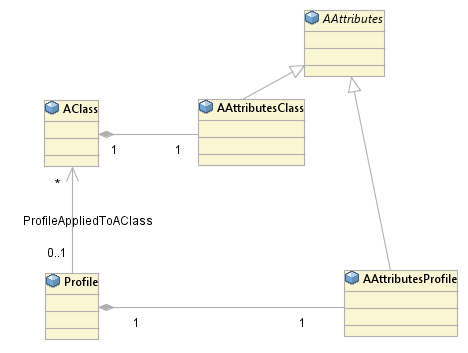 AAttributes
AClass
AAttributesClass
1
1
*
ProfileAppliedToAClass
0..1
Profile
AAttributesProfile
1
1